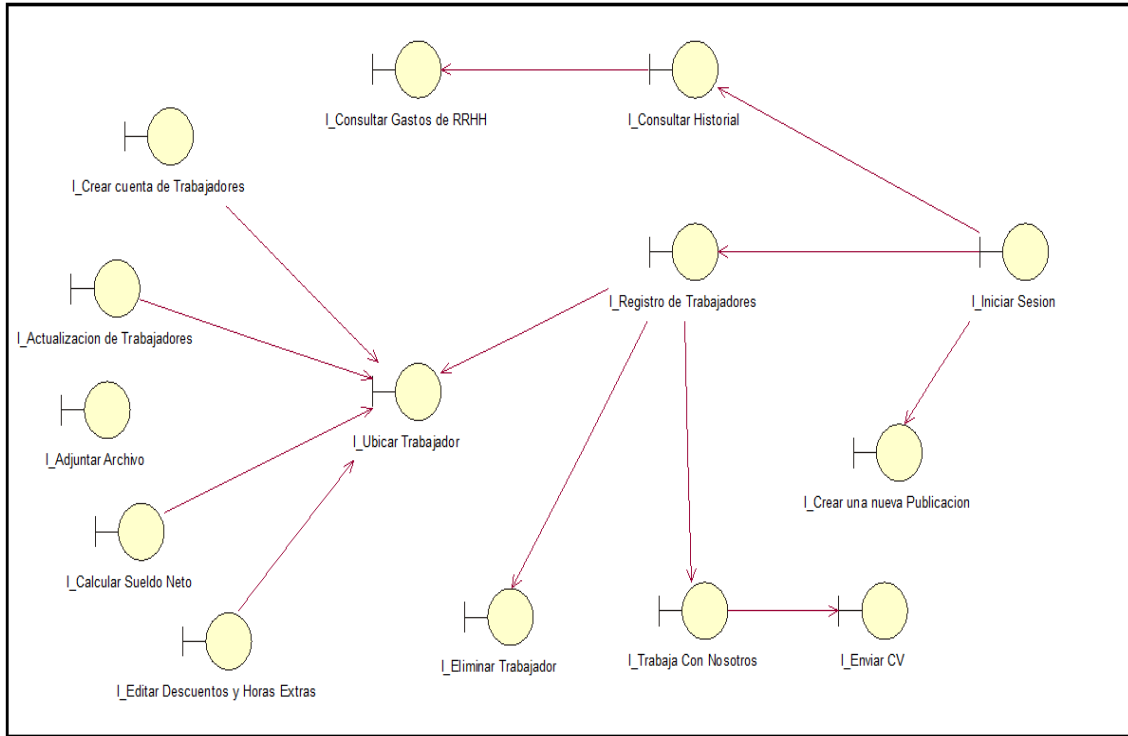 I_Consultar Gastos de RRHH
I_Consultar Historial
I_Crear cuenta de Trabajadores
I_Registro de Trabajadores
I_Iniciar Sesion
I_Actualizacion de Trabajadores
I_Ubicar Trabajador
I_Adjuntar Archivo
I_Crear una nueva Publicacion
I_Calcular Sueldo Neto
I_Eliminar Trabajador
I_Trabaja Con Nosotros
I_Enviar CV
I_Editar Descuentos y Horas Extras